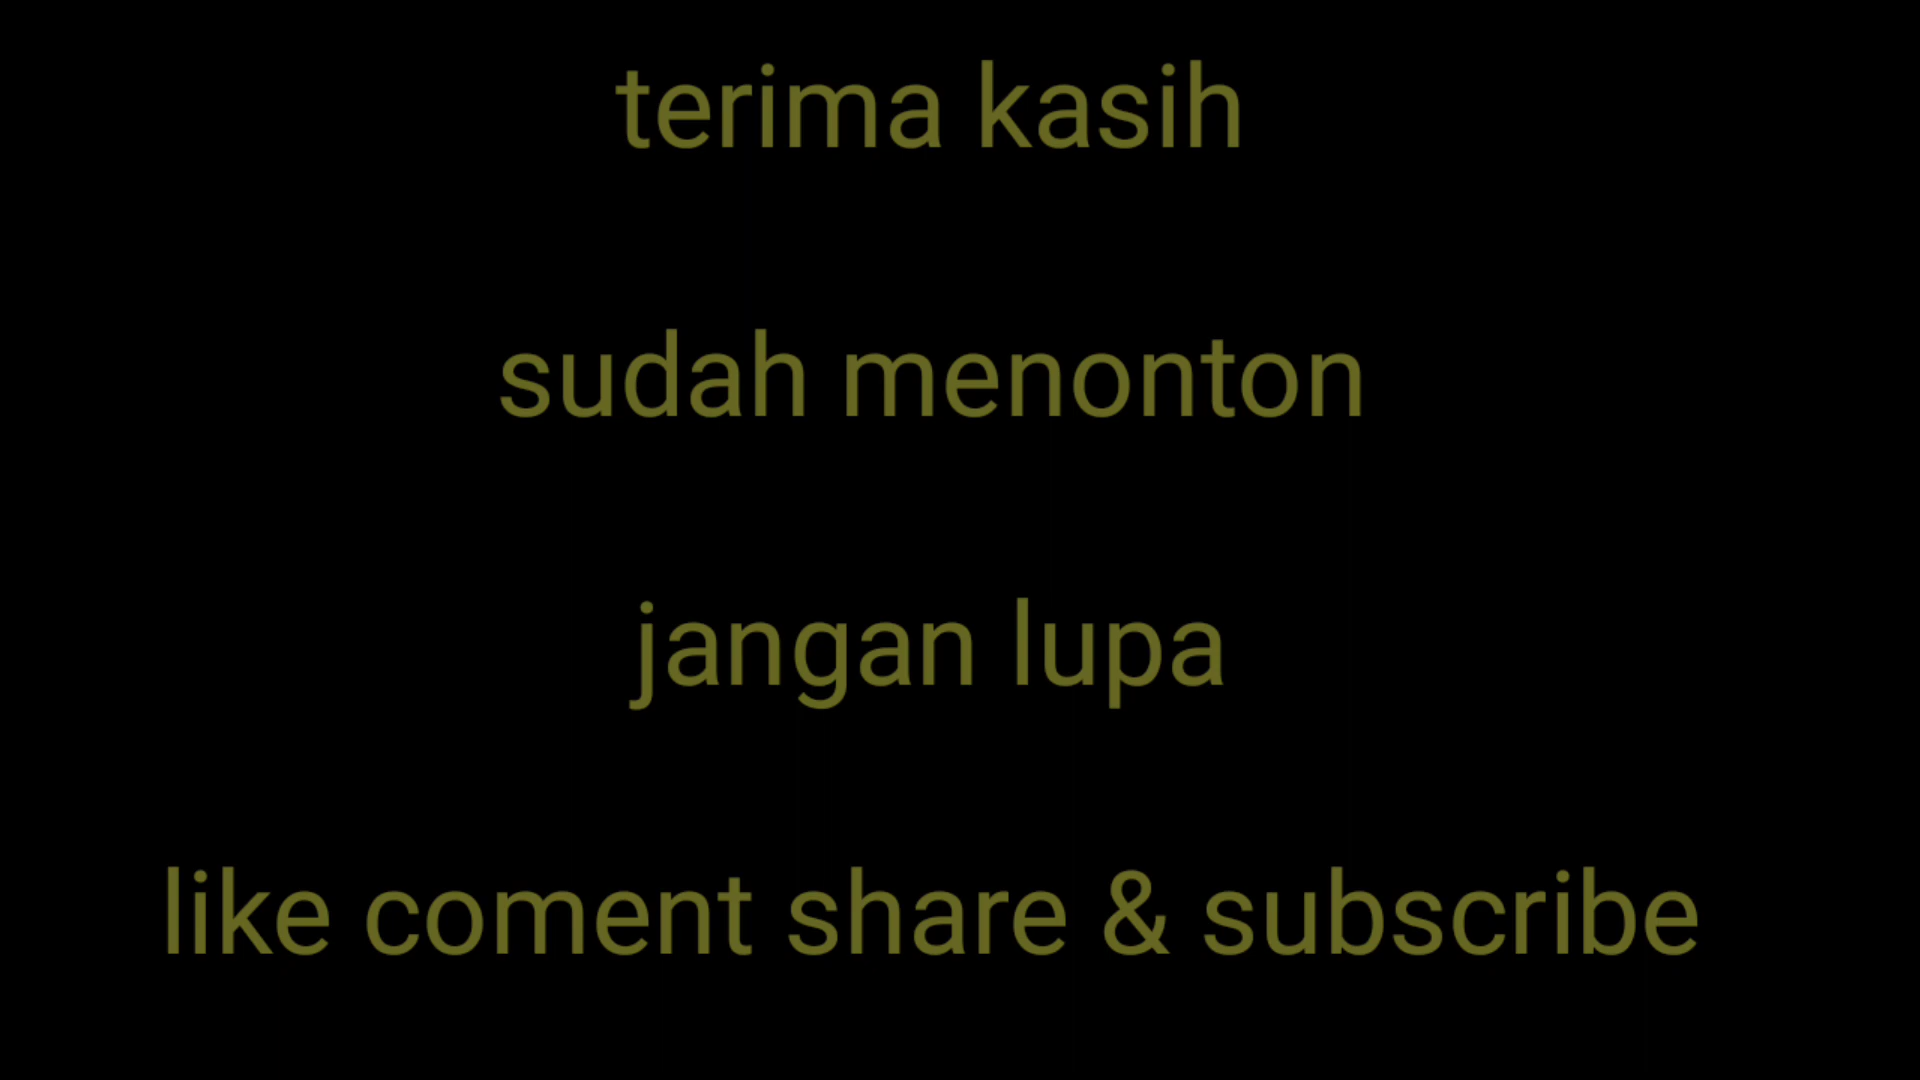 terima kasih
sudah menonton
jangan lupa
like coment share & subscribe